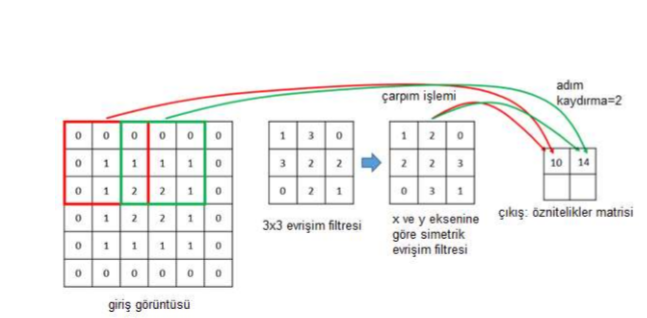 adım
kaydırma=2
çarpım işlemi
0 0 0 0 0 0
0 1 1 1 1 0
0 1 2 2 1 0
0 1 2 2 1 0
0 1 1 1 1 0
0 0 0 0 0 0
1 3 0
3 2 2
0 2 1
1 2 0
2 2 3
0 3 1
10 14
3x3 evrişim filtresi
x ve y eksenine
göre simetrik
evrişim filtresi
çıkış: öznitelikler matrisi
giriş görüntüsü